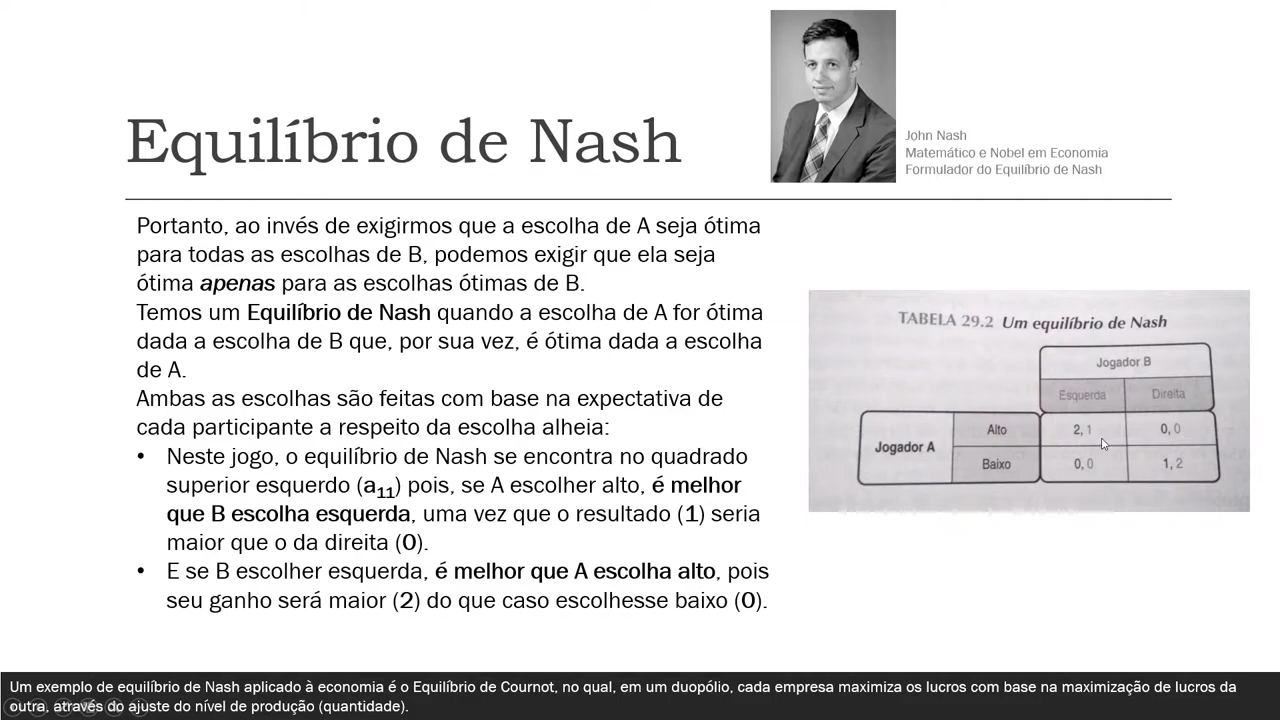 Equilíbrio de Nash
John Nash
Matemático e Nobel em Economia
Formulador do Equilíbrio de Nash
Portanto, ao invés de exigirmos que a escolha de A seja ótima
para todas as escolhas de B, podemos exigir que ela seja
ótima apenas para as escolhas ótimas de B.
Temos um Equilíbrio de Nash quando a escolha de A for ótima
dada a escolha de B que, por sua vez, é ótima dada a escolha
de A.
Ambas as escolhas são feitas com base na expectativa de
cada participante a respeito da escolha alheia:
• Neste jogo, o equilíbrio de Nash se encontra no quadrado
superior esquerdo (a11) pois, se A escolher alto, é melhor
que B escolha esquerda, uma vez que o resultado (1) seria
maior que o da direita (0).
• E se B escolher esquerda, é melhor que A escolha alto, pois
seu ganho será maior (2) do que caso escolhesse baixo (0).
TABELA 29.2 Um equilíbrio de Nash
Jogador B
Esquerda Direita
Jogador A
Alto 2, 1 0, 0
Baixo 0, 0 1, 2
Um exemplo de equilíbrio de Nash aplicado à economia é o Equilíbrio de Cournot, no qual, em um duopólio, cada empresa maximiza os lucros com base na maximização de lucros da
outra, através do ajuste do nível de produção (quantidade).